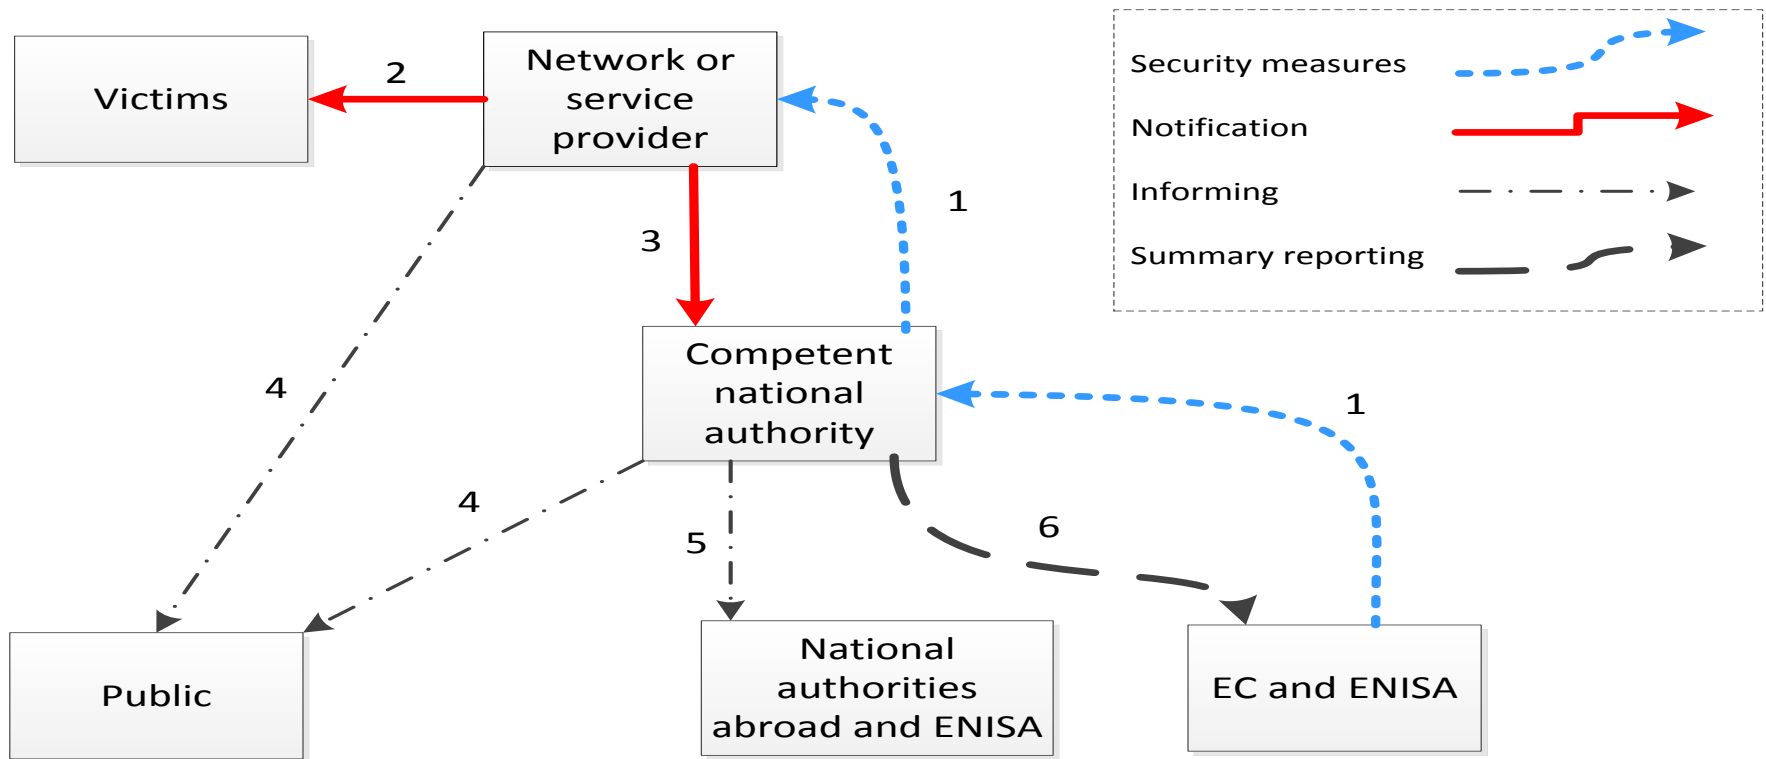 Victims
2
Network or
service
provider
Security measures
Notification
Informing
Summary reporting
1
3
Competent
national
authority
4
1
4
5
6
Public
National
authorities
abroad and ENISA
EC and ENISA